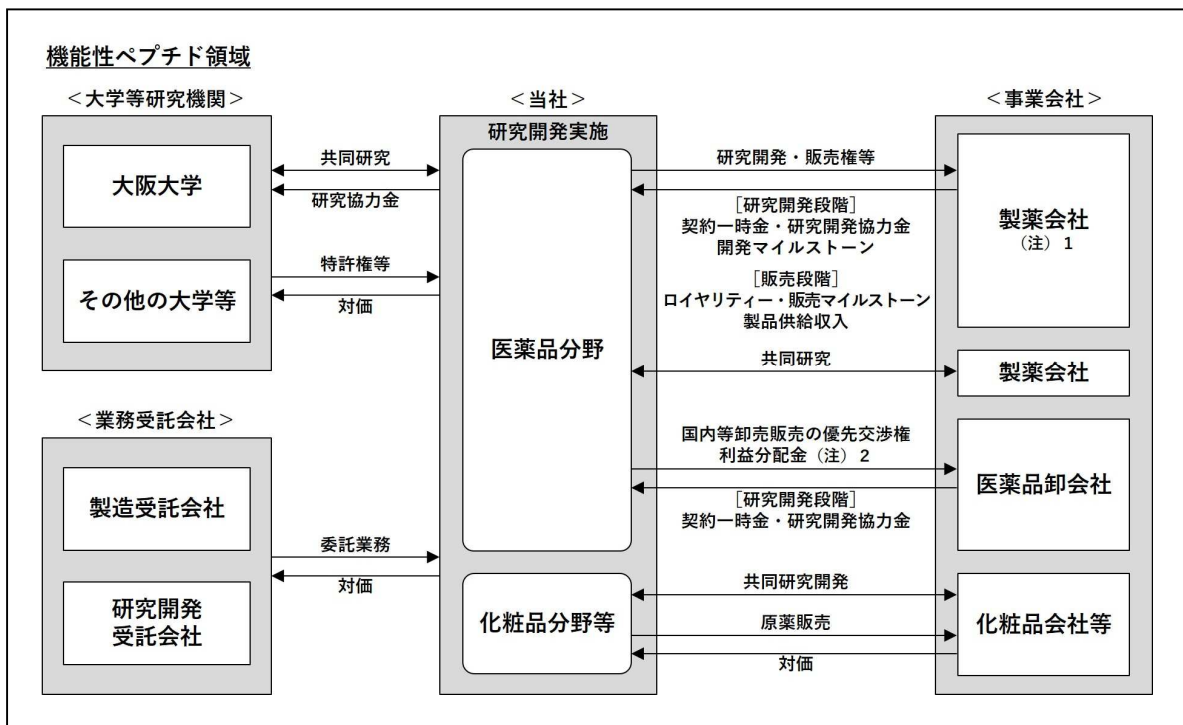 機能性ペプチド領域
＜大学等研究機関＞
大阪大学
その他の大学等
＜業務受託会社＞
製造受託会社
研究開発
受託会社
共同研究
研究協力金
特許権等
対価
委託業務
対価
＜当社＞
研究開発実施
医薬品分野
化粧品分野等
研究開発・販売権等
［研究開発段階］
契約一時金・研究開発協力金
開発マイルストーン
［販売段階］
ロイヤリティー・販売マイルストーン
製品供給収入
共同研究
国内等卸売販売の優先交渉権
利益分配金（注）２
［研究開発段階］
契約一時金・研究開発協力金
共同研究開発
原薬販売
対価
＜事業会社＞
製薬会社
（注）１
製薬会社
医薬品卸会社
化粧品会社等